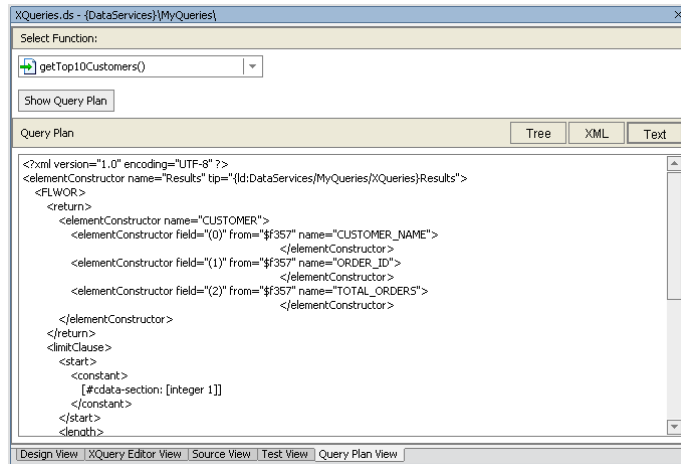 XQueries.ds - {DataServices}\MyQueries\
Select Function:
getTop10Customers()
Show Query Plan
Query Plan Tree XML Text
<?xml version="1.0" encoding="UTF-8" ?>
<elementConstructor name="Results" tip="{ld:DataServices/MyQueries/XQueries}Results">
<FLWOR>
<return>
<elementConstructor name="CUSTOMER">
<elementConstructor field="(0)" from="$f357" name="CUSTOMER_NAME">
</elementConstructor>
<elementConstructor field="(1)" from="$f357" name="ORDER_ID">
</elementConstructor>
<elementConstructor field="(2)" from="$f357" name="TOTAL_ORDERS">
</elementConstructor>
</elementConstructor>
</return>
<limitClause>
<start>
<constant>
[#cdata-section: [integer 1]]
</constant>
</start>
<length>
Design View XQuery Editor View Source View Test View Query Plan View